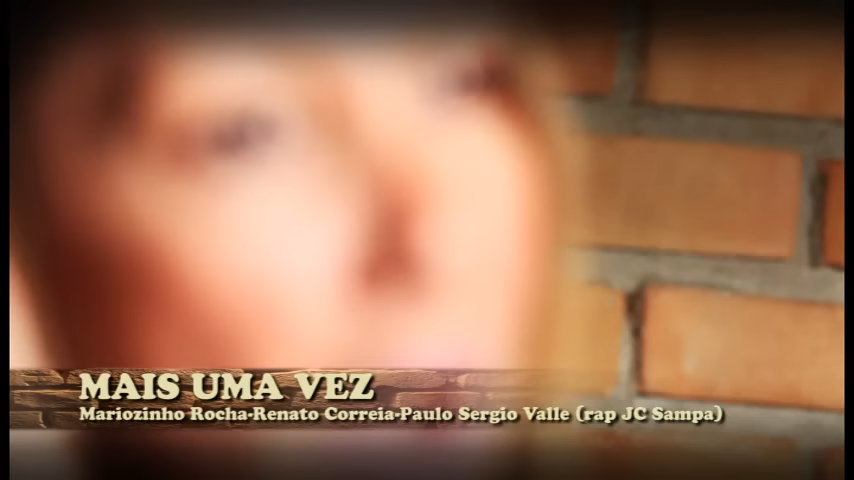 MAIS UMA VEZ
Mariozinho Rocha-Renato Correia-Paulo Sergio Valle (rap JC Sampa)